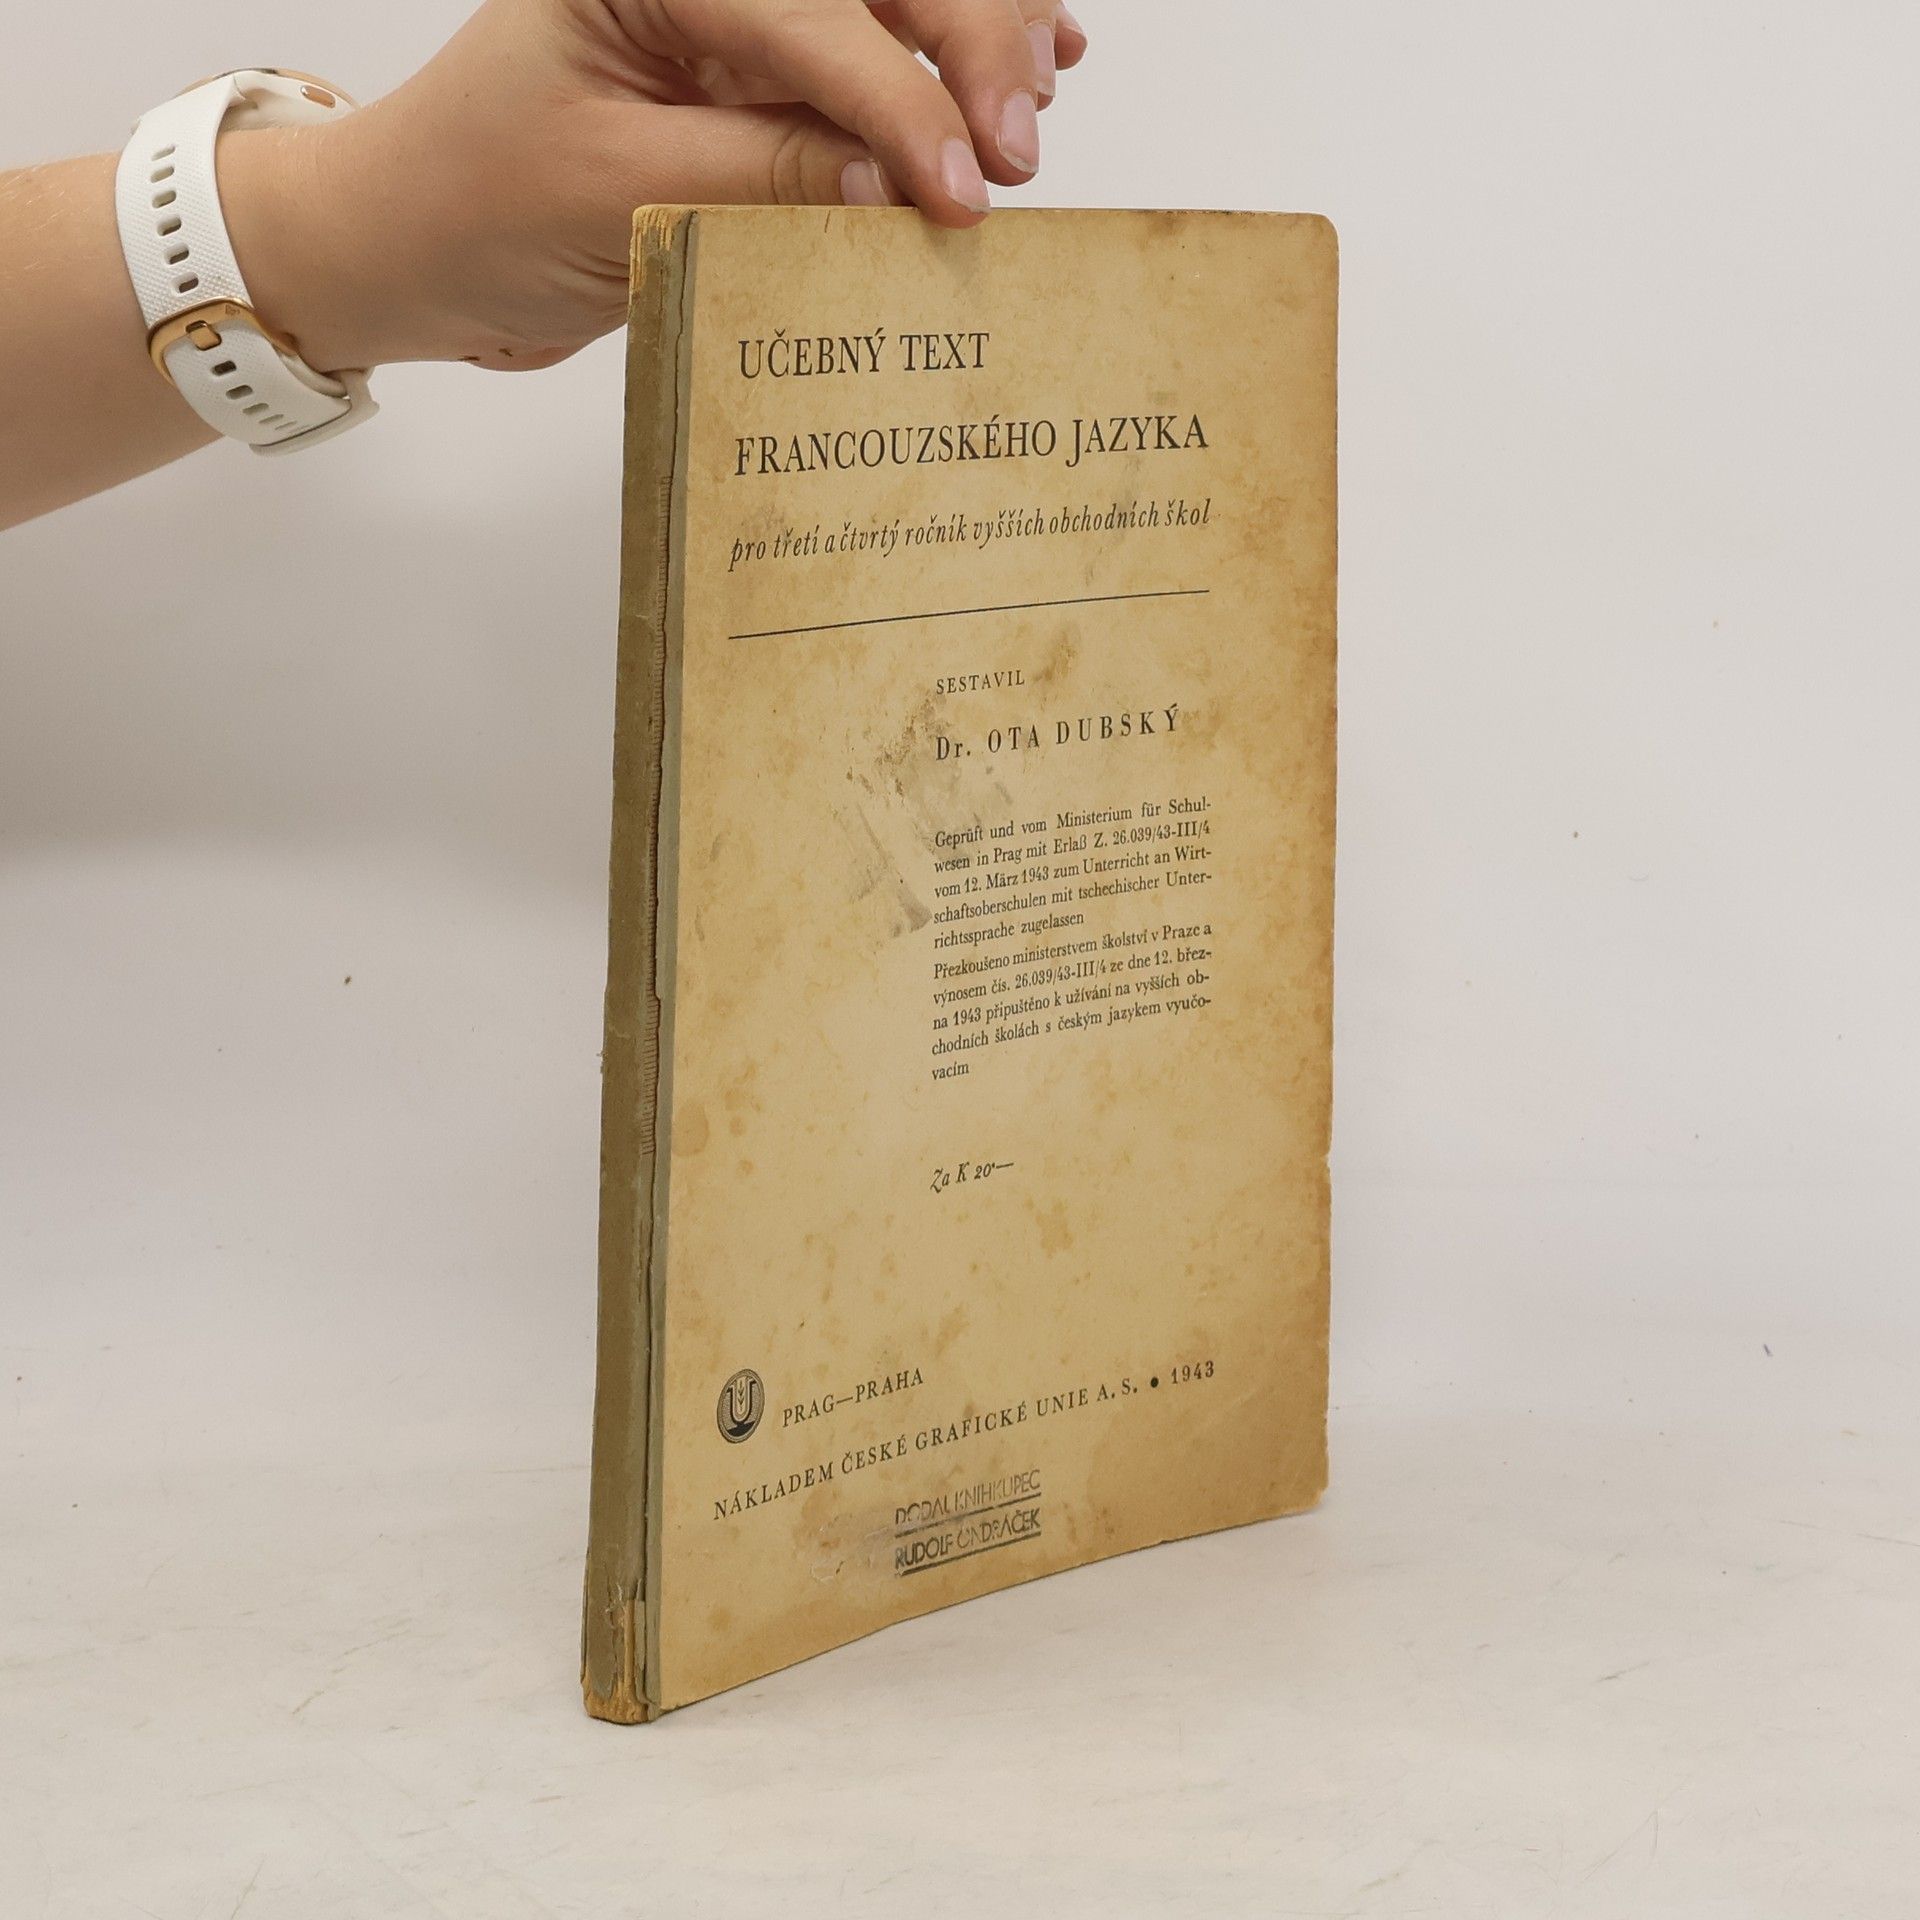 UČEBNÝ TEXT
FRANCOUZSKÉHO JAZYKA
pro třetí a čtvrtý ročník vyšších obchodních škol
SESTAVIL
Dr. OTA DUBSKÝ
Geprüft und vom Ministerium für Schul-
wesen in Prag mit Erlaß Z. 26.039/43-III/4
vom 12. März 1943 zum Unterricht an Wirt-
schaftsoberschulen mit tschechischer Unter-
richtssprache zugelassen
Přezkoušeno ministerstvem školství v Praze a
výnosem čís. 26.039/43-III/4 ze dne 12. břez-
na 1943 připuštěno k užívání na vyšších ob-
chodních školách s českým jazykem vyučo-
vacím
Za K 20·—
PRAG—PRAHA
NÁKLADEM ČESKÉ GRAFICKÉ UNIE A. S. • 1943
DODAL KNIHKUPEC
RUDOLF ONDRÁČEK